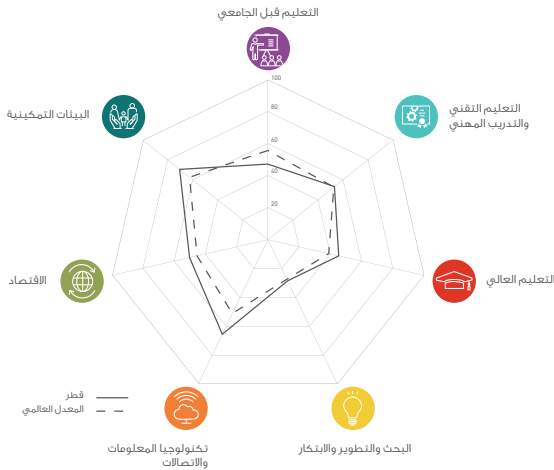 التعليم قبل الجامعي
100
80
60
40
20
التعليم التقني
والتدريب المهني
البيئات التمكينية
التعليم العالي
الاقتصاد
قطر
المعدل العالمي
البحث والتطوير والابتكار
تكنولوجيا المعلومات
والاتصالات